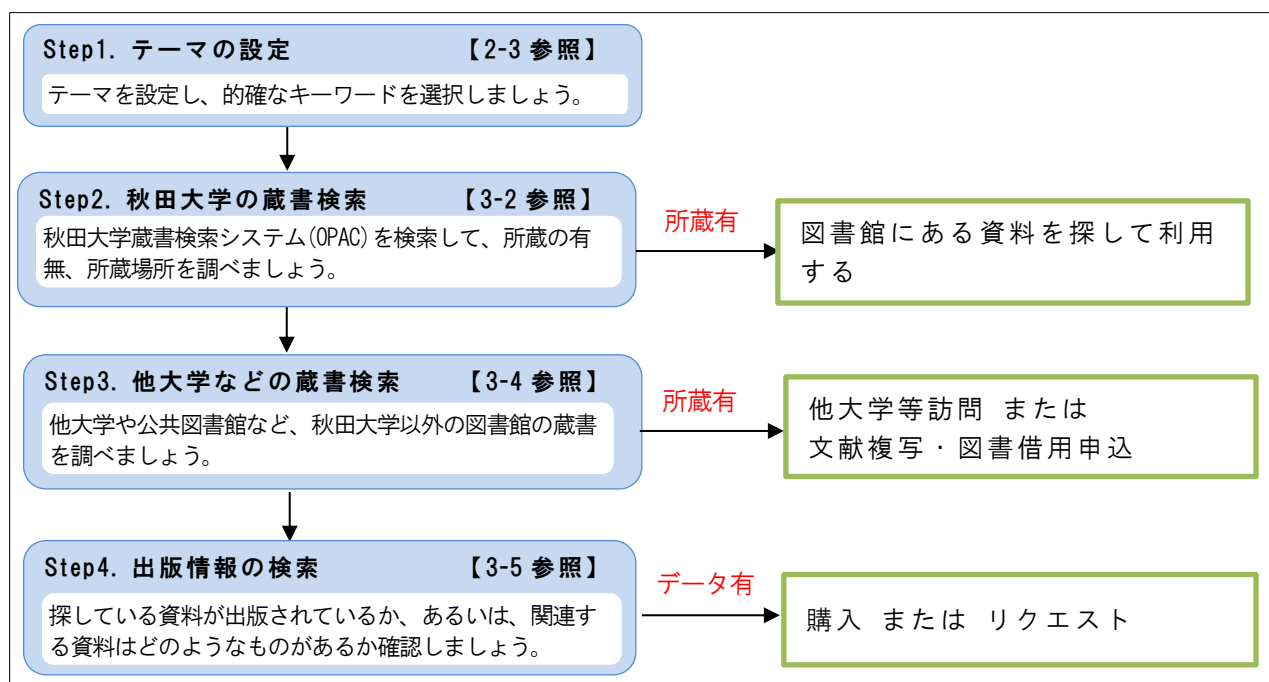 Step1. テーマの設定 【2-3 参照】
テーマを設定し、的確なキーワードを選択しましょう。
Step2. 秋田大学の蔵書検索 【3-2 参照】
秋田大学蔵書検索システム(OPAC)を検索して、所蔵の有
無、所蔵場所を調べましょう。
所蔵有
図書館にある資料を探して利用
する
Step3. 他大学などの蔵書検索 【3-4 参照】
他大学や公共図書館など、秋田大学以外の図書館の蔵書
を調べましょう。
所蔵有
他大学等訪問 または
文献複写・図書借用申込
Step4. 出版情報の検索 【3-5 参照】
探している資料が出版されているか、あるいは、関連す
る資料はどのようなものがあるか確認しましょう。
データ有
購入 または リクエスト